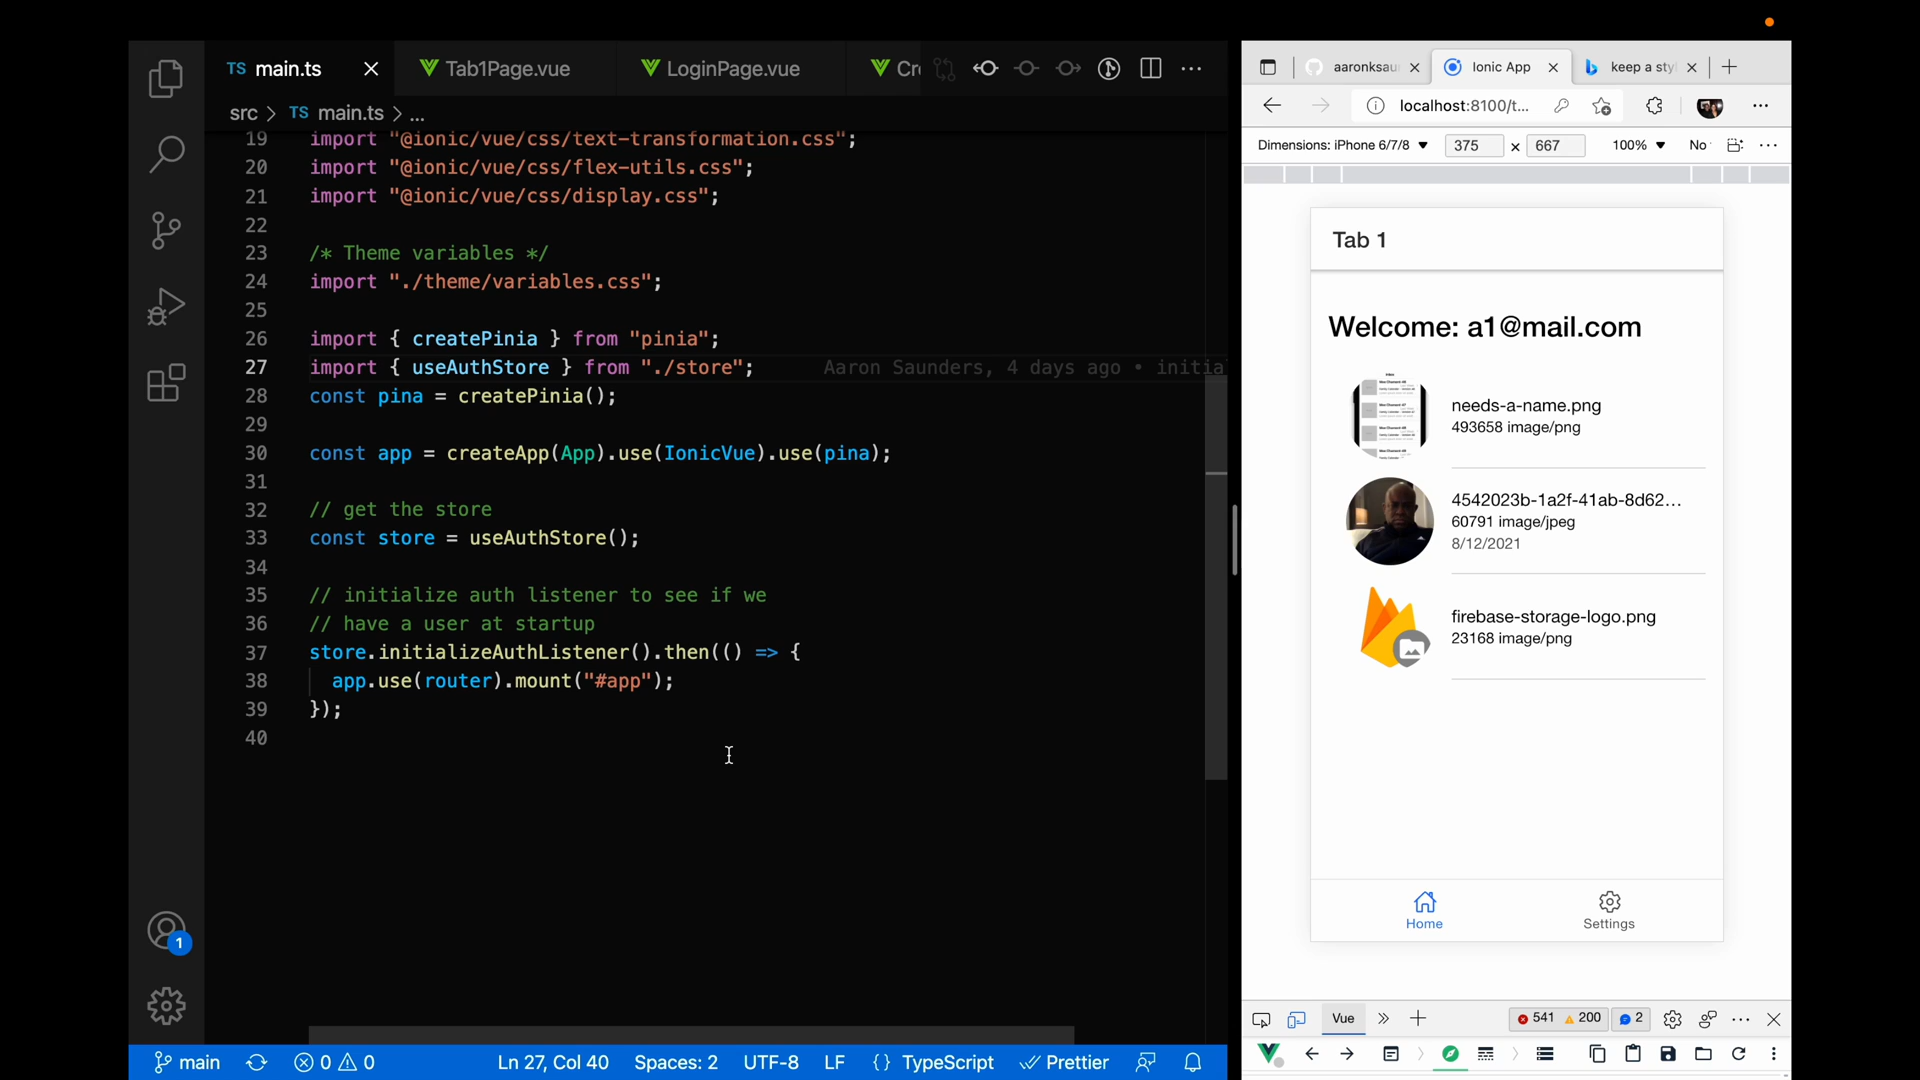 TS main.ts
Tab1Page.vue
LoginPage.vue
Cr
src > TS main.ts > ...
19 import "@ionic/vue/css/text-transformation.css";
20 import "@ionic/vue/css/flex-utils.css";
21 import "@ionic/vue/css/display.css";
22
23 /* Theme variables */
24 import "./theme/variables.css";
25
26 import { createPinia } from "pinia";
27 import { useAuthStore } from "./store"; Aaron Saunders, 4 days ago • initia
28 const pina = createPinia();
29
30 const app = createApp(App).use(IonicVue).use(pina);
31
32 // get the store
33 const store = useAuthStore();
34
35 // initialize auth listener to see if we
36 // have a user at startup
37 store.initializeAuthListener().then(() => {
38 app.use(router).mount("#app");
39 });
40
1
main 0 0 Ln 27, Col 40 Spaces: 2 UTF-8 LF {} TypeScript Prettier
aaronksau
Ionic App
keep a sty
localhost:8100/t...
Dimensions: iPhone 6/7/8 375 x 667 100% No
Tab 1
Welcome: a1@mail.com
needs-a-name.png
493658 image/png
4542023b-1a2f-41ab-8d62...
60791 image/jpeg
8/12/2021
firebase-storage-logo.png
23168 image/png
Home
Settings
Vue 541 200 2